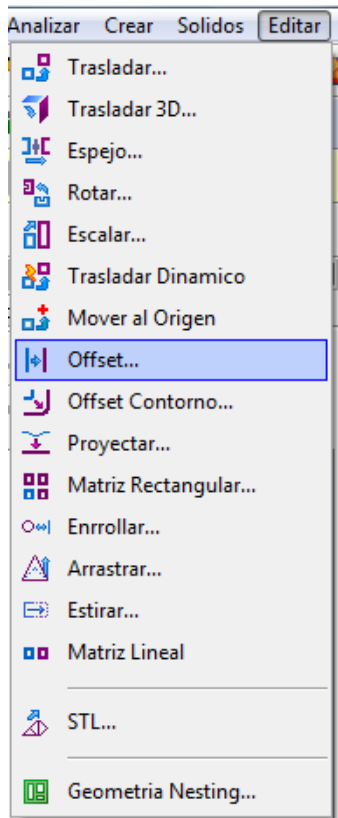 Analizar Crear Solidos Editar
Trasladar...
Trasladar 3D...
Espejo...
Rotar...
Escalar...
Trasladar Dinamico
Mover al Origen
Offset...
Offset Contorno...
Proyectar...
Matriz Rectangular...
Enrrollar...
Arrastrar...
Estirar...
Matriz Lineal
STL...
Geometria Nesting...